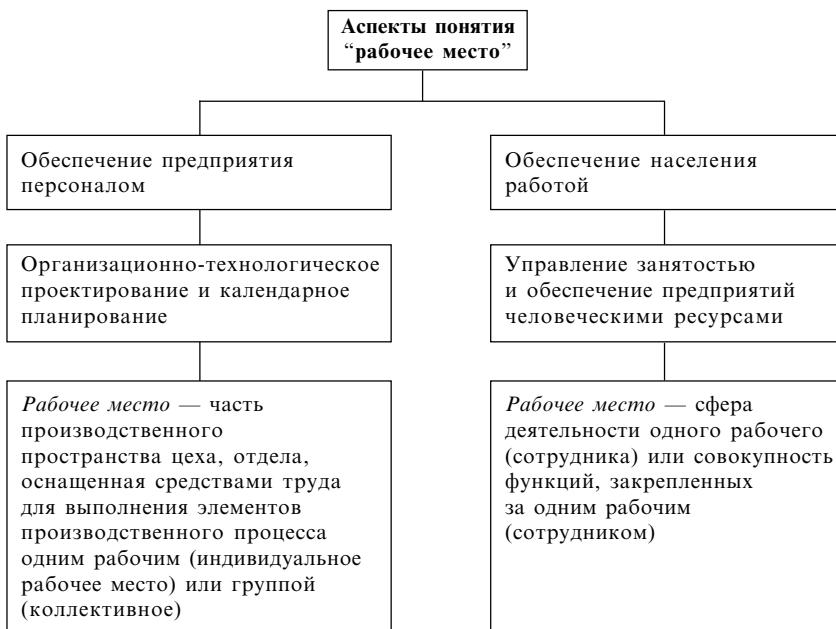 Аспекты понятия
“рабочее место”
Обеспечение предприятия
персоналом
Обеспечение населения
работой
Организационно-технологическое
проектирование и календарное
планирование
Управление занятостью
и обеспечение предприятий
человеческими ресурсами
Рабочее место — часть
производственного
пространства цеха, отдела,
оснащенная средствами труда
для выполнения элементов
производственного процесса
одним рабочим (индивидуальное
рабочее место) или группой
(коллективное)
Рабочее место — сфера
деятельности одного рабочего
(сотрудника) или совокупность
функций, закрепленных
за одним рабочим
(сотрудником)